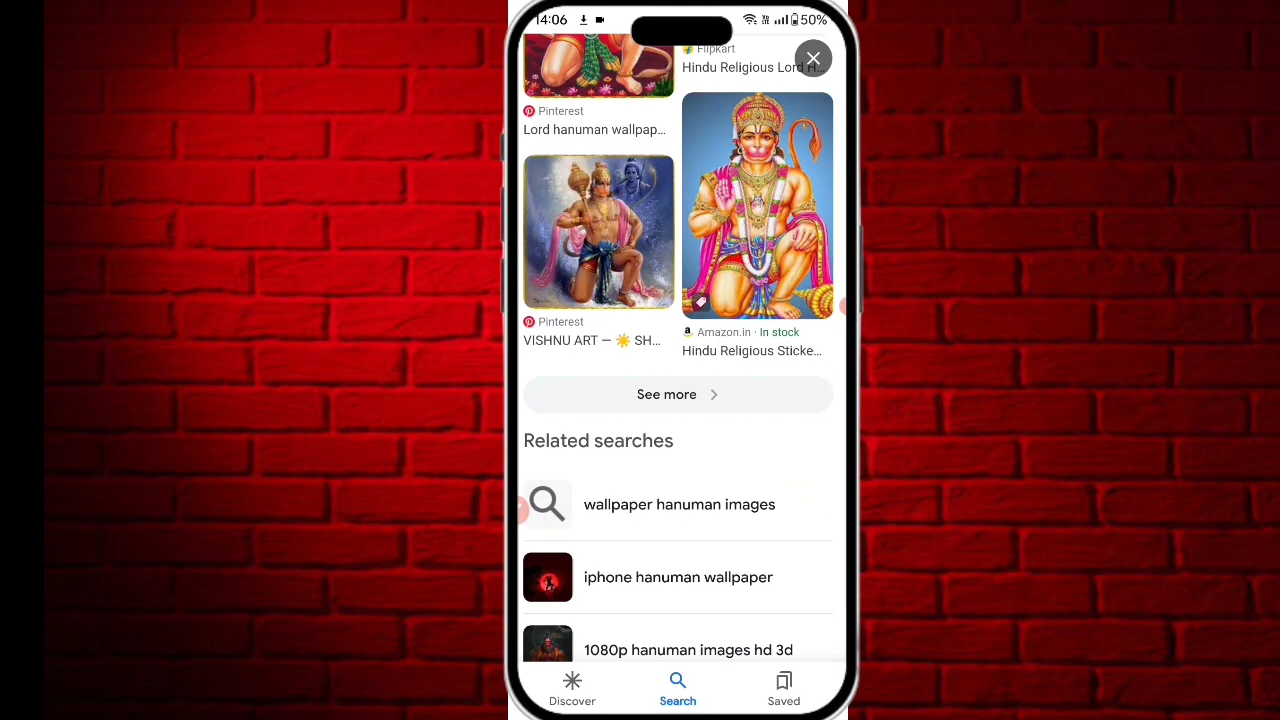 14:06
50%
Flipkart
Hindu Religious Lord H...
Pinterest
Lord hanuman wallpap...
Pinterest
VISHNU ART — ☀️ SH...
Amazon.in · In stock
Hindu Religious Sticke...
See more
Related searches
wallpaper hanuman images
iphone hanuman wallpaper
1080p hanuman images hd 3d
Discover
Search
Saved